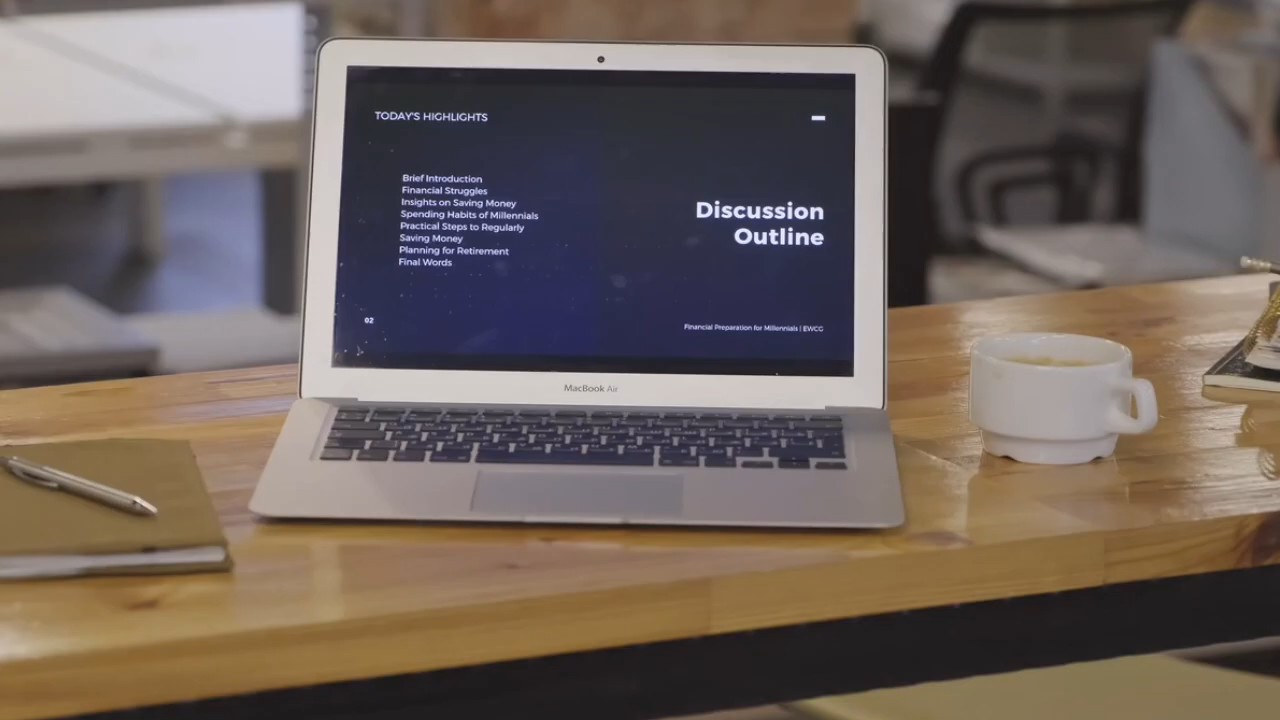 TODAY'S HIGHLIGHTS
Brief Introduction
Financial Struggles
Insights on Saving Money
Spending Habits of Millennials
Practical Steps to Regularly
Saving Money
Planning for Retirement
Final Words
Discussion
Outline
02
Financial Preparation for Millennials | EWCG
MacBook Air